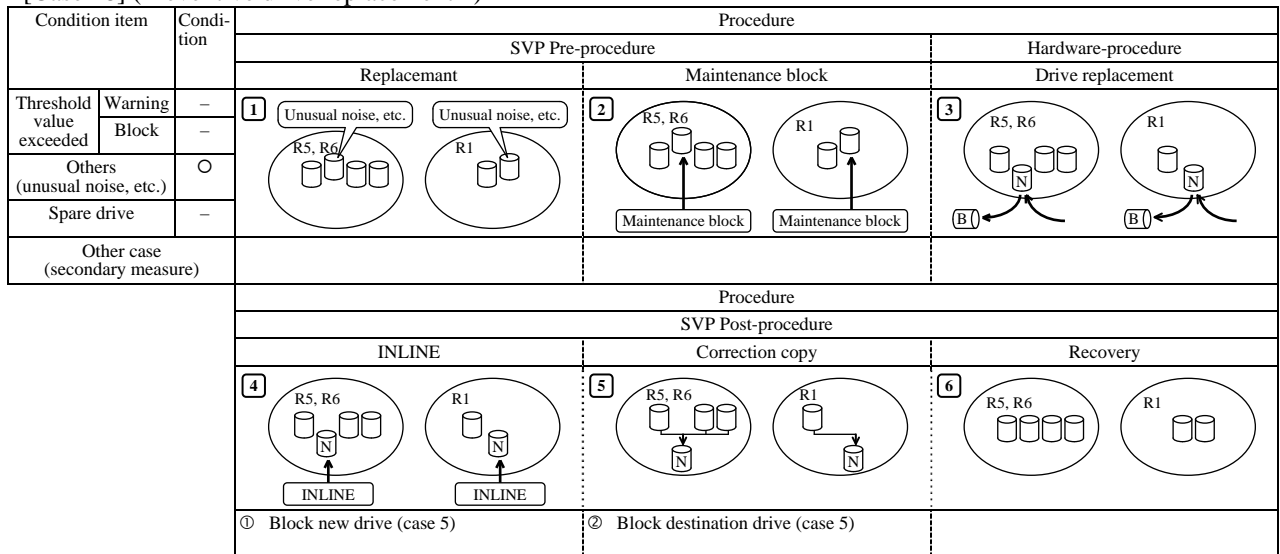 Condition item
Condi-
tion
Procedure
SVP Pre-procedure
Hardware-procedure
Replacemant
Maintenance block
Drive replacement
Threshold
value
exceeded
Warning
–
Block
–
Others
(unusual noise, etc.)
○
Spare drive
–
Other case
(secondary measure)
1
Unusual noise, etc.
Unusual noise, etc.
R5, R6
R1
2
R5, R6
R1
Maintenance block
Maintenance block
3
R5, R6
R1
N
N
B
B
Procedure
SVP Post-procedure
INLINE
Correction copy
Recovery
4
R5, R6
R1
N
N
INLINE
INLINE
5
R5, R6
R1
N
N
6
R5, R6
R1
① Block new drive (case 5)
② Block destination drive (case 5)